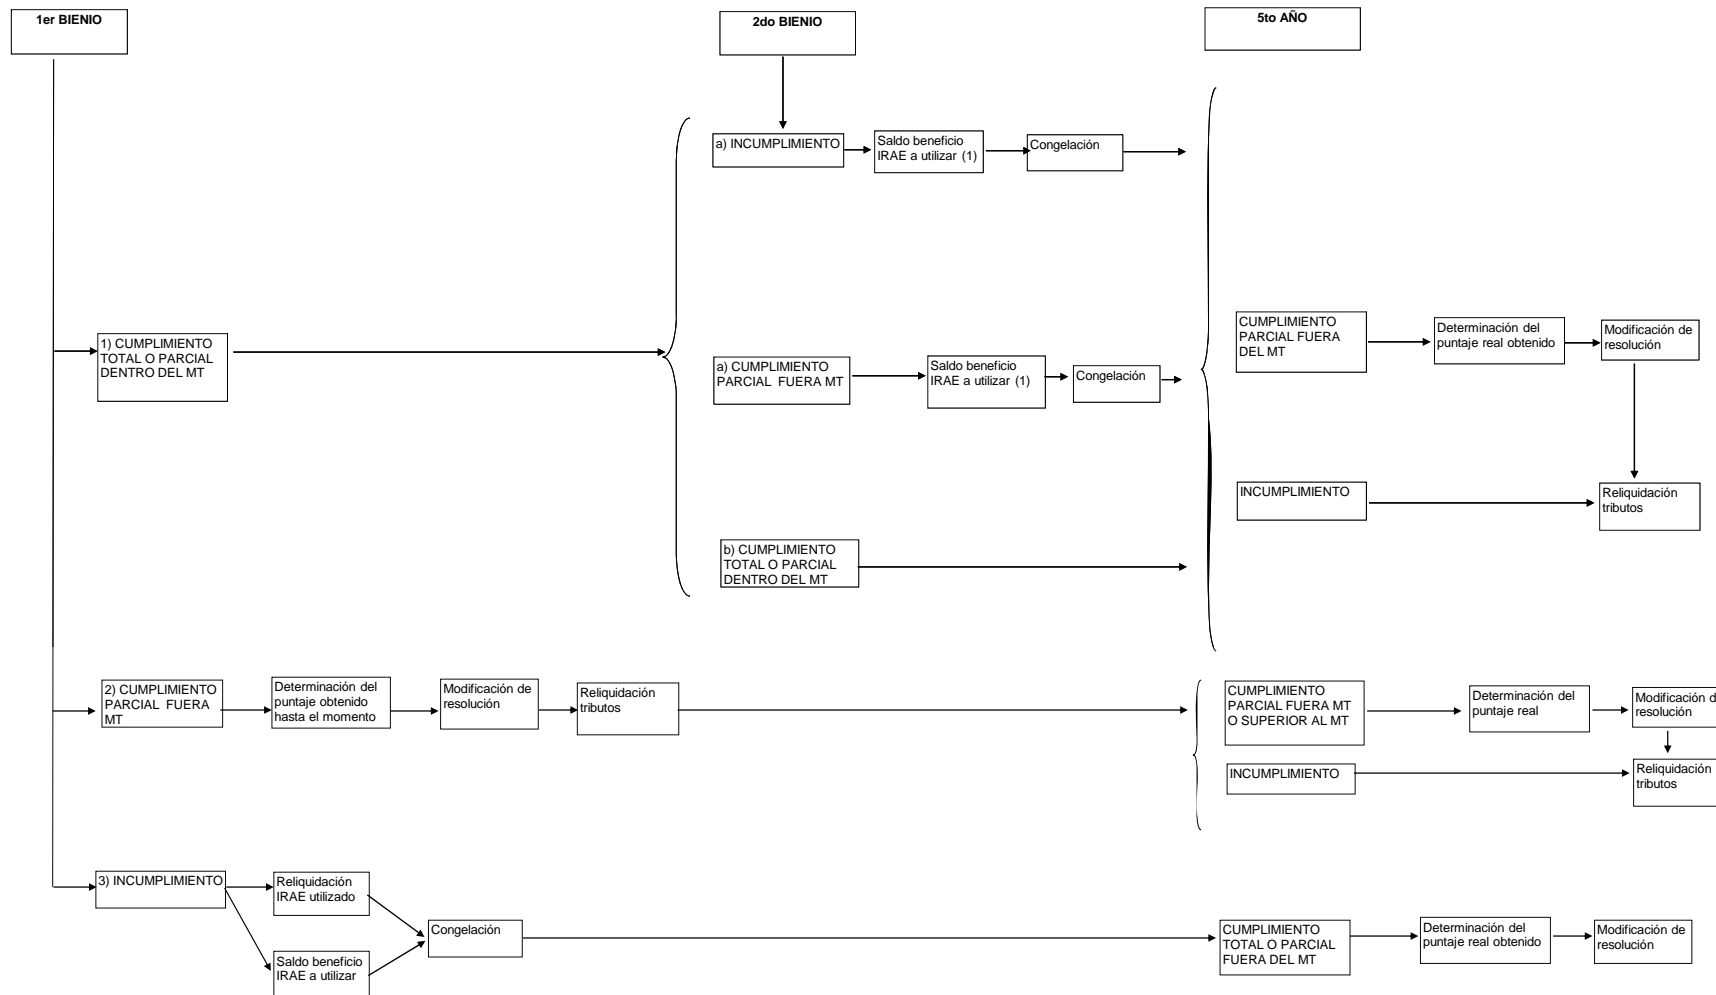 1er BIENIO
2do BIENIO
5to AÑO
a) INCUMPLIMIENTO
Saldo beneficio
IRAE a utilizar (1)
Congelación
1) CUMPLIMIENTO
TOTAL O PARCIAL
DENTRO DEL MT
a) CUMPLIMIENTO
PARCIAL FUERA MT
Saldo beneficio
IRAE a utilizar (1)
Congelación
CUMPLIMIENTO
PARCIAL FUERA
DEL MT
Determinación del
puntaje real obtenido
Modificación de
resolución
INCUMPLIMIENTO
Reliquidación
tributos
b) CUMPLIMIENTO
TOTAL O PARCIAL
DENTRO DEL MT
2) CUMPLIMIENTO
PARCIAL FUERA
MT
Determinación del
puntaje obtenido
hasta el momento
Modificación de
resolución
Reliquidación
tributos
CUMPLIMIENTO
PARCIAL FUERA MT
O SUPERIOR AL MT
Determinación del
puntaje real
Modificación d
resolución
INCUMPLIMIENTO
Reliquidación
tributos
3) INCUMPLIMIENTO
Reliquidación
IRAE utilizado
Saldo beneficio
IRAE a utilizar
Congelación
CUMPLIMIENTO
TOTAL O PARCIAL
FUERA DEL MT
Determinación del
puntaje real obtenido
Modificación de
resolución